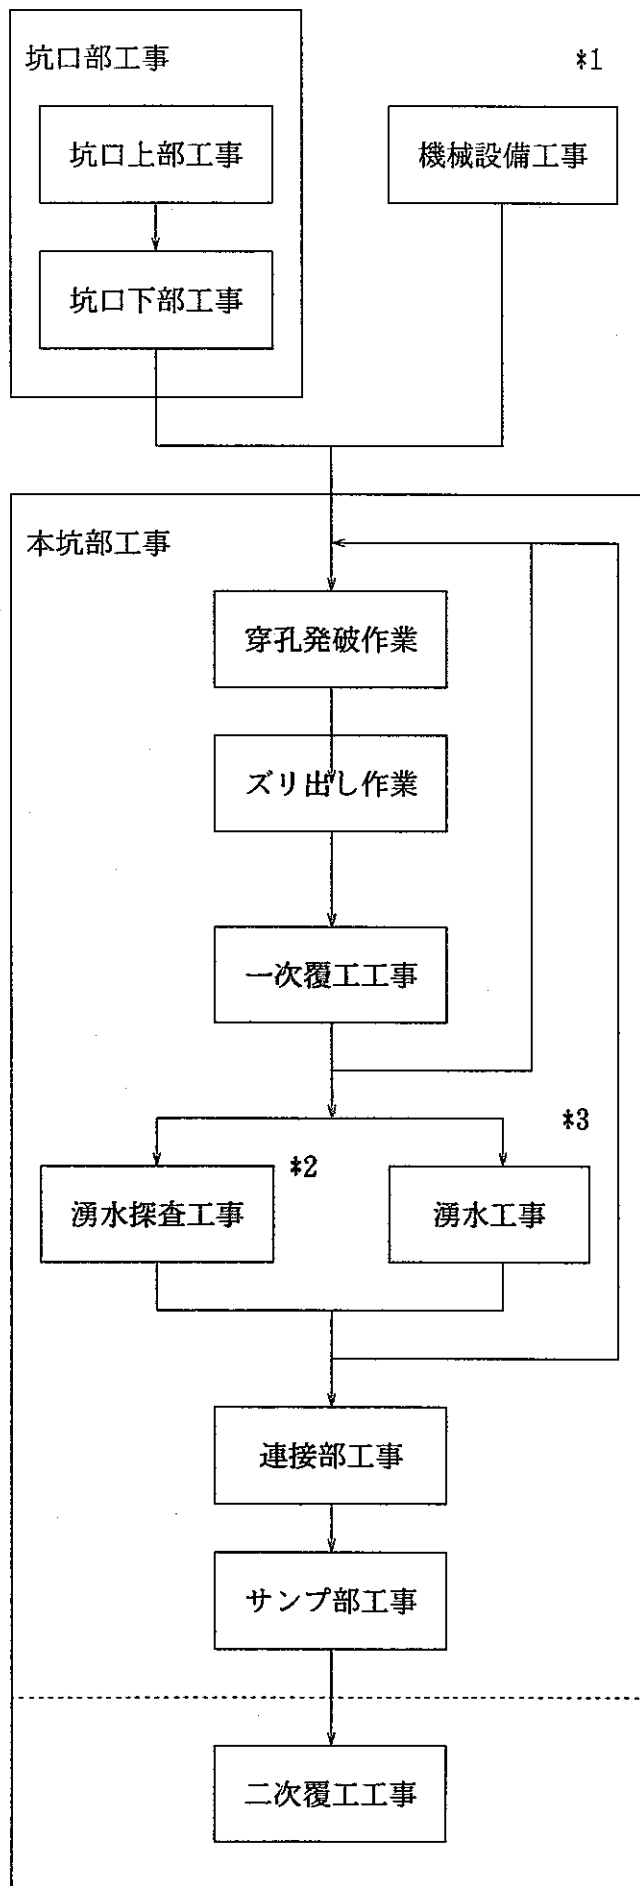 坑口部工事
*1
坑口上部工事
機械設備工事
坑口下部工事
本坑部工事
穿孔発破作業
ズリ出し作業
一次覆工工事
*3
*2
湧水探査工事
湧水工事
連接部工事
サンプ部工事
二次覆工工事